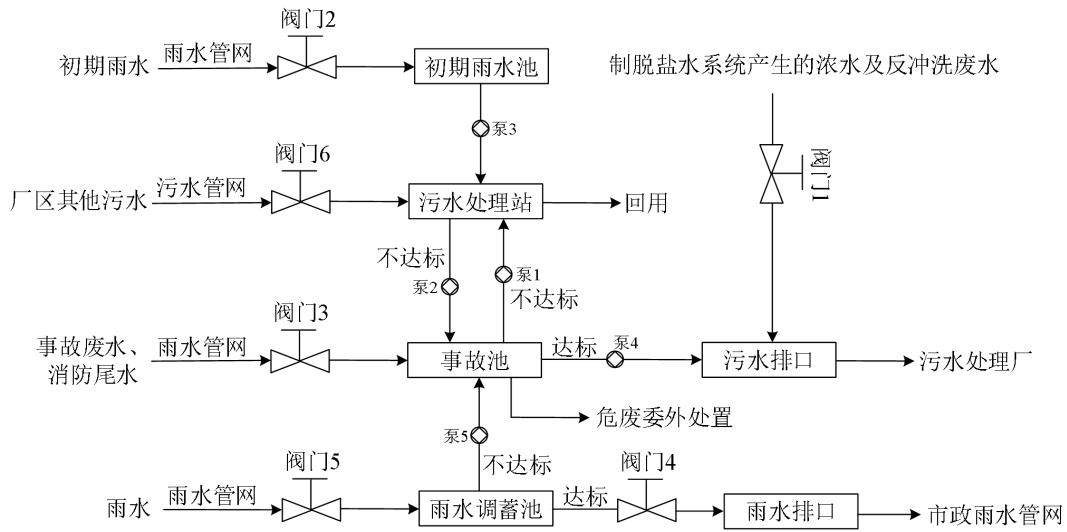 阀门2
初期雨水
雨水管网
初期雨水池
制脱盐水系统产生的浓水及反冲洗废水
泵3
阀门6
阀门1
厂区其他污水
污水管网
污水处理站
回用
不达标
泵2
泵1
不达标
阀门3
事故废水、
消防尾水
雨水管网
事故池
达标
泵4
污水排口
污水处理厂
危废委外处置
泵5
不达标
阀门5
阀门4
雨水
雨水管网
雨水调蓄池
达标
雨水排口
市政雨水管网